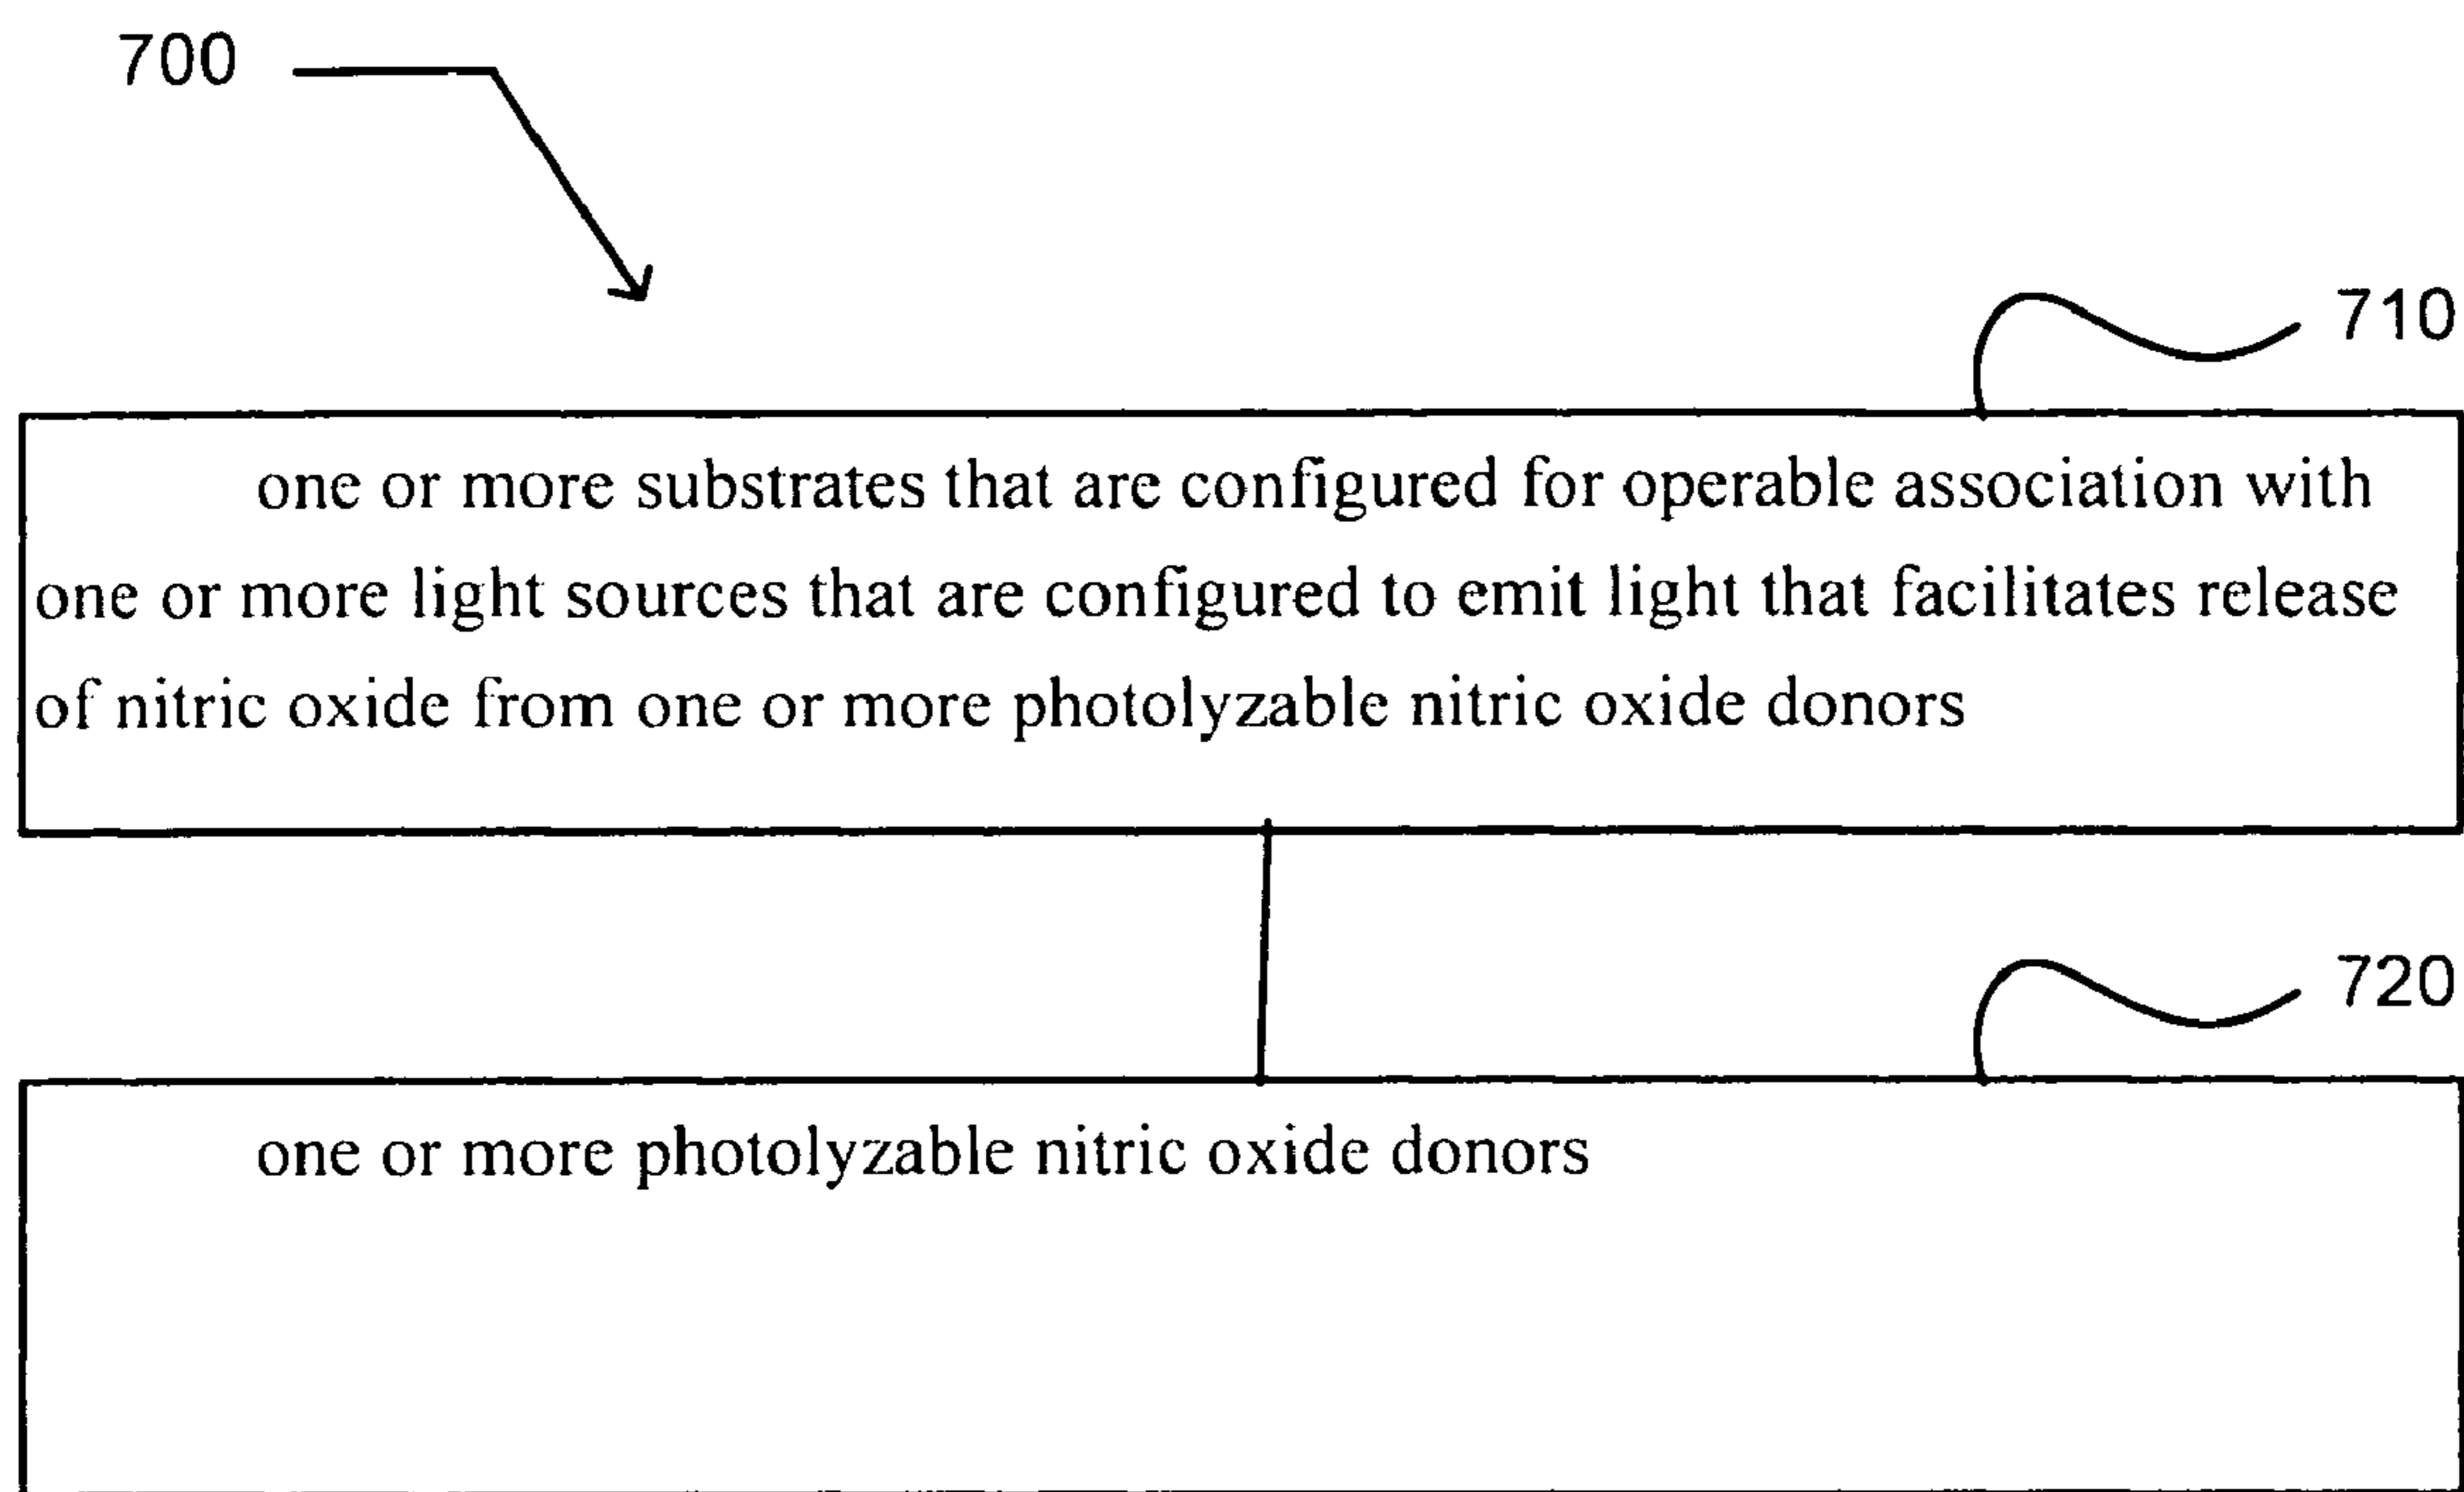 700
710
one or more substrates that are configured for operable association with
one or more light sources that are configured to emit light that facilitates release
of nitric oxide from one or more photolyzable nitric oxide donors
720
one or more photolyzable nitric oxide donors